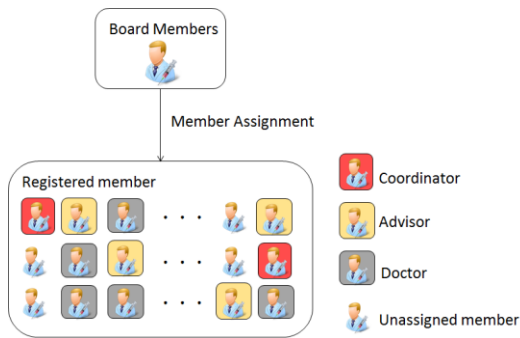 Board Members
Member Assignment
Registered member
Coordinator
Advisor
Doctor
Unassigned member